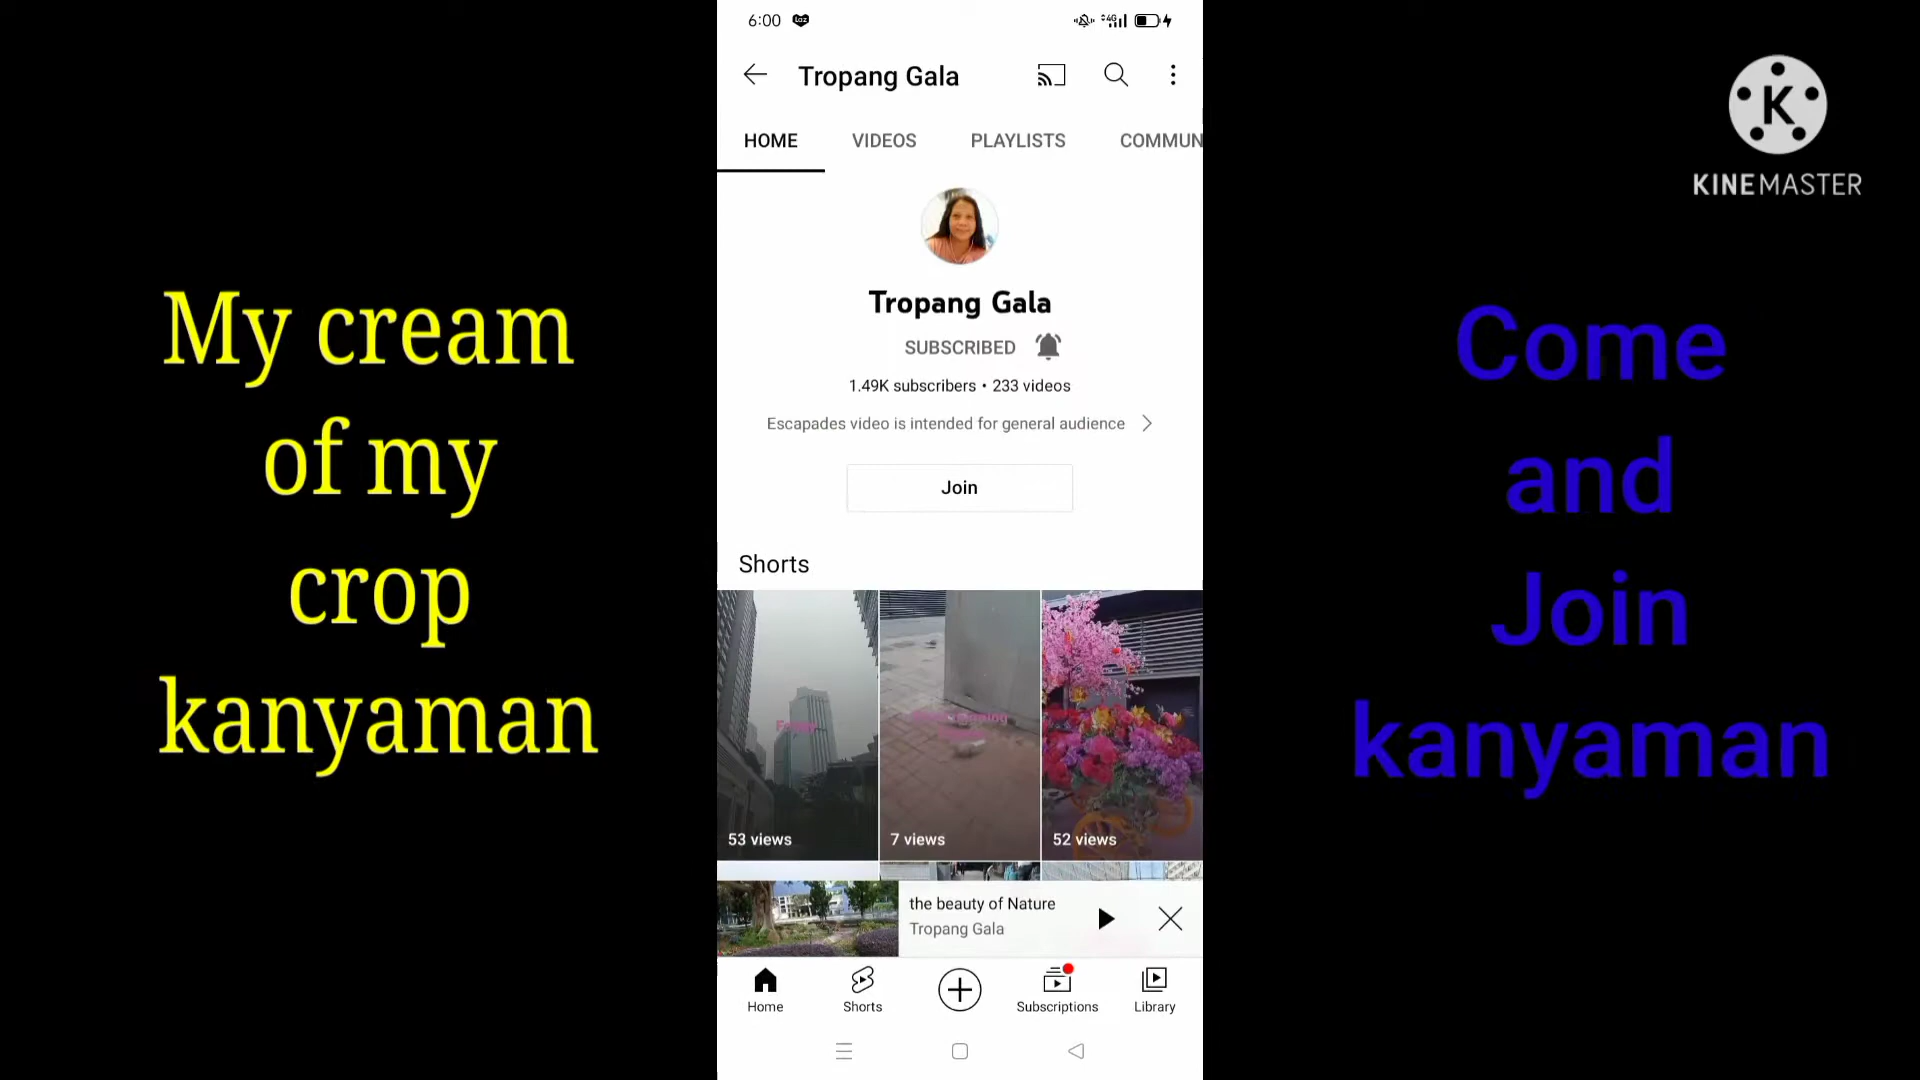 6:00
Tropang Gala
HOME VIDEOS PLAYLISTS COMMUN
KINEMASTER
My cream
of my
crop
kanyaman
Tropang Gala
SUBSCRIBED
1.49K subscribers • 233 videos
Escapades video is intended for general audience
Join
Shorts
53 views
7 views
52 views
the beauty of Nature
Tropang Gala
Home Shorts Subscriptions Library
Come
and
Join
kanyaman